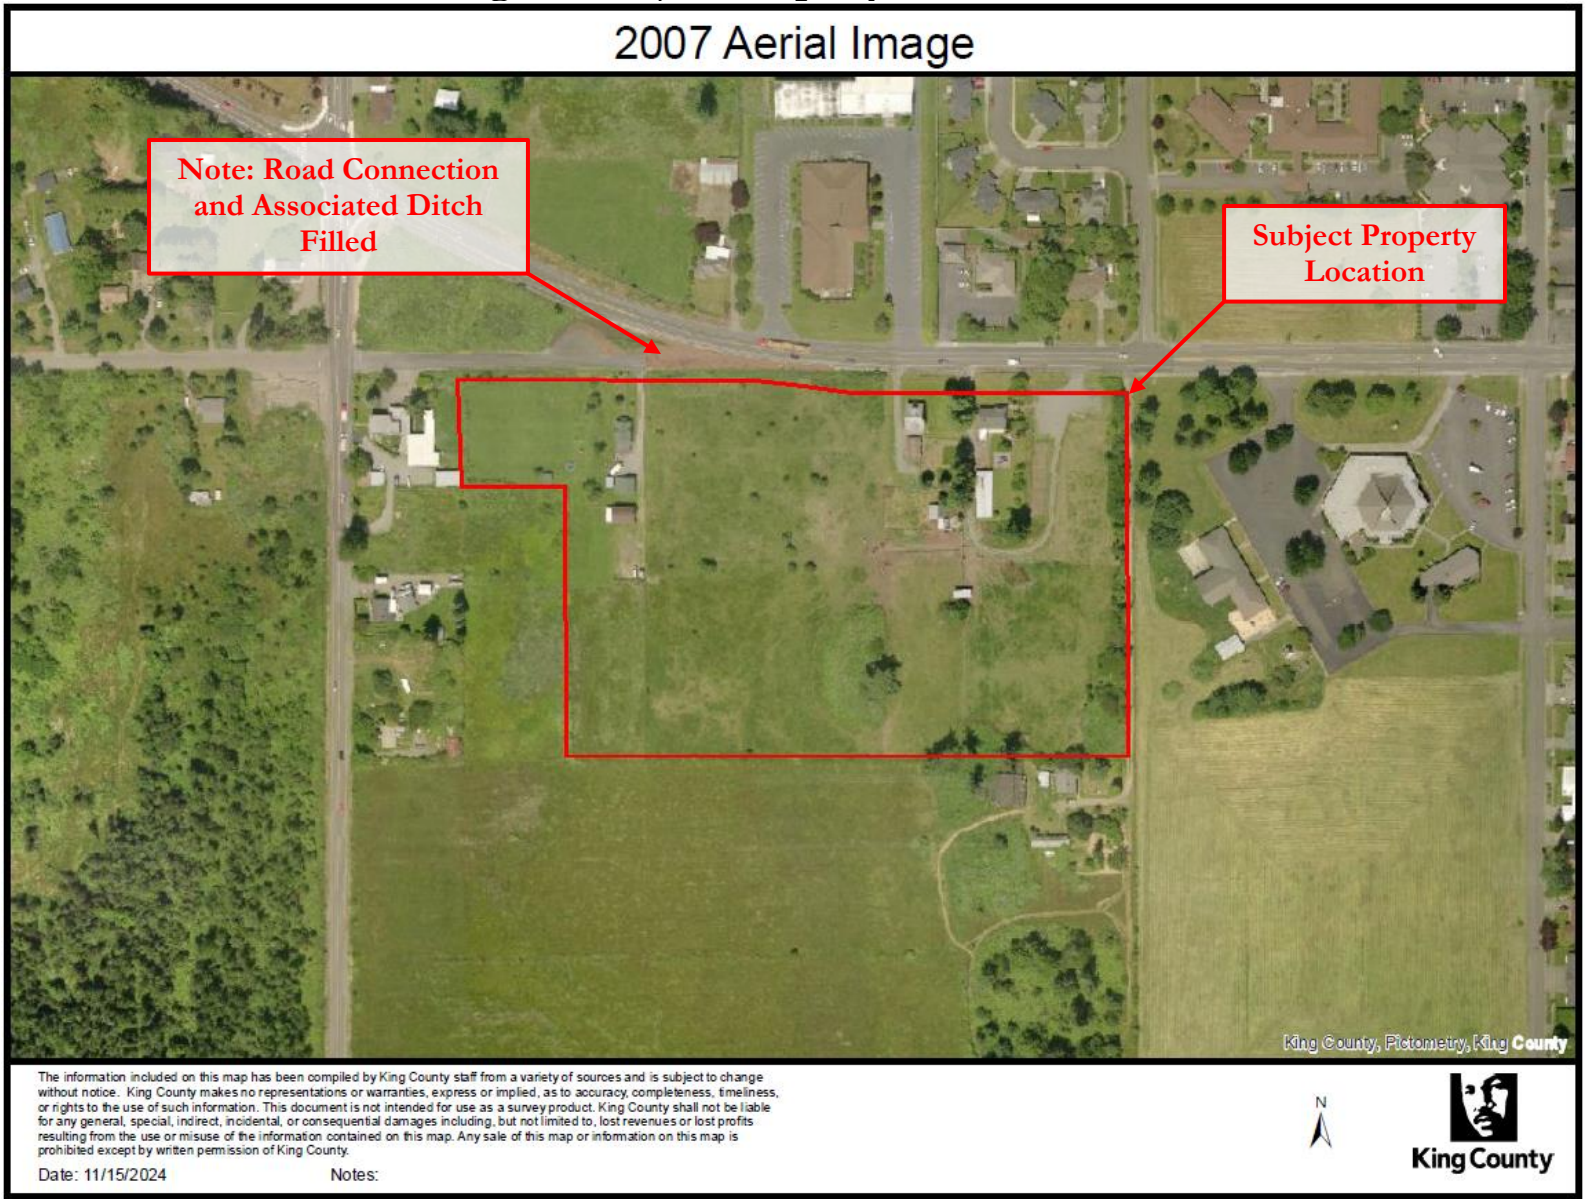 2007 Aerial Image
Note: Road Connection
and Associated Ditch
Filled
Subject Property
Location
King County, Pictometry, King County
The information included on this map has been compiled by King County staff from a variety of sources and is subject to change
without notice. King County makes no representations or warranties, express or implied, as to accuracy, completeness, timeliness,
or rights to the use of such information. This document is not intended for use as a survey product. King County shall not be liable
for any general, special, indirect, incidental, or consequential damages including, but not limited to, lost revenues or lost profits
resulting from the use or misuse of the information contained on this map. Any sale of this map or information on this map is
prohibited except by written permission of King County.
Date: 11/15/2024 Notes:
N
King County